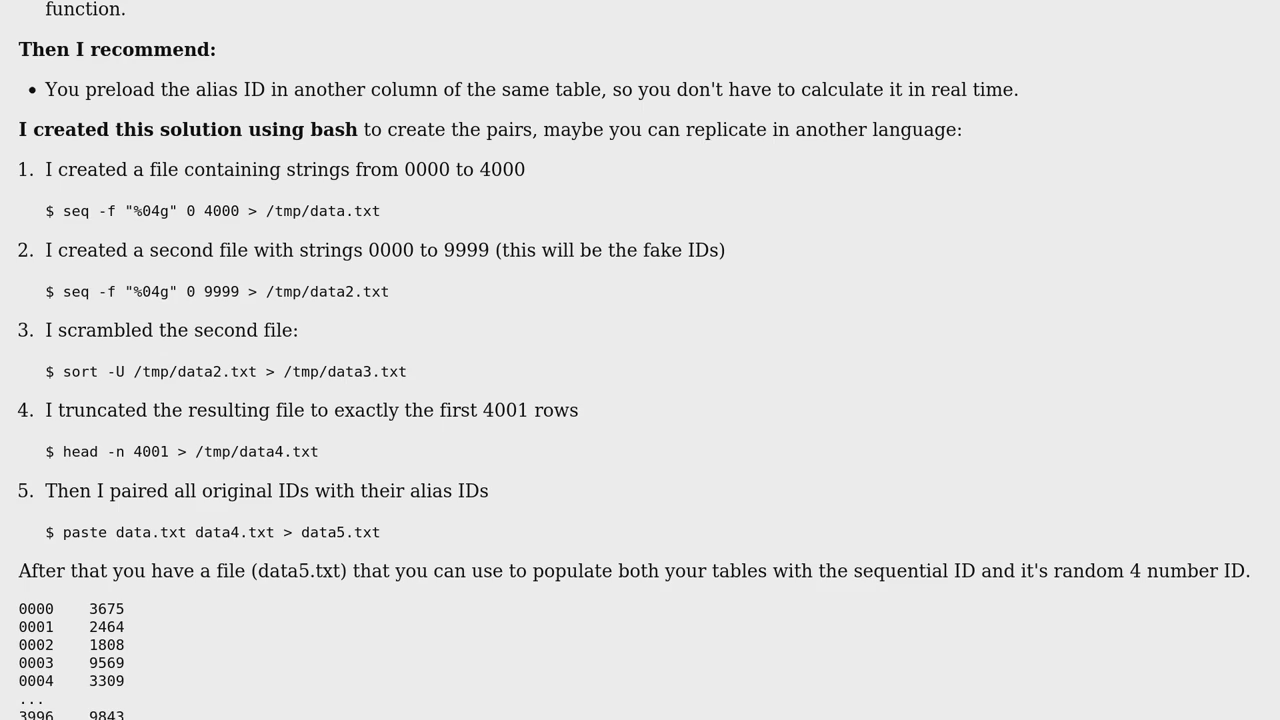 function.
Then I recommend:
• You preload the alias ID in another column of the same table, so you don't have to calculate it in real time.
I created this solution using bash to create the pairs, maybe you can replicate in another language:
1. I created a file containing strings from 0000 to 4000
$ seq -f "%04g" 0 4000 > /tmp/data.txt
2. I created a second file with strings 0000 to 9999 (this will be the fake IDs)
$ seq -f "%04g" 0 9999 > /tmp/data2.txt
3. I scrambled the second file:
$ sort -U /tmp/data2.txt > /tmp/data3.txt
4. I truncated the resulting file to exactly the first 4001 rows
$ head -n 4001 > /tmp/data4.txt
5. Then I paired all original IDs with their alias IDs
$ paste data.txt data4.txt > data5.txt
After that you have a file (data5.txt) that you can use to populate both your tables with the sequential ID and it's random 4 number ID.
0000    3675
0001    2464
0002    1808
0003    9569
0004    3309
...
3996    9843